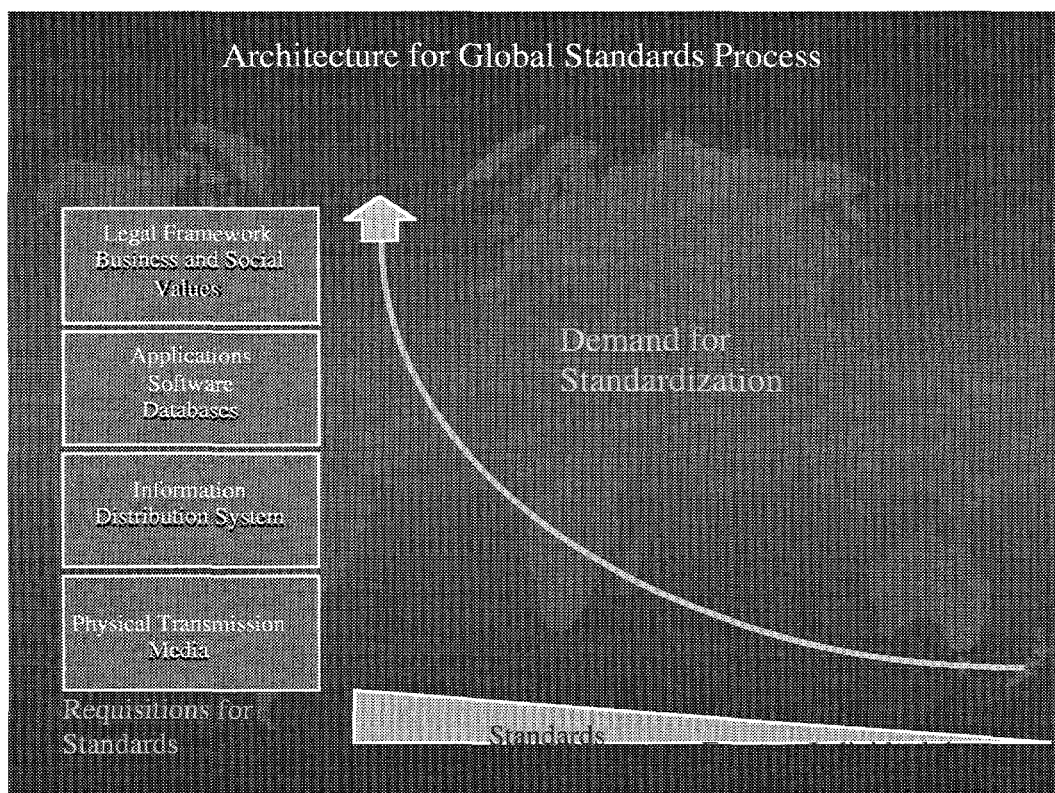 Architecture for Global Standards Process
Legal Framework
Business and Social
Values
Applications
Software
Databases
Information
Distribution System
Physical Transmission
Media
Demand for
Standardization
Requisitions for
Standards
Standards